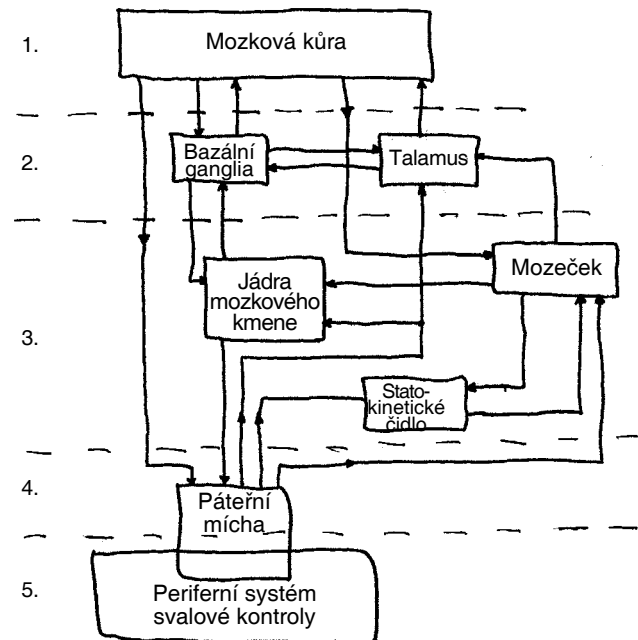 1.
Mozková kůra
2.
Bazální
ganglia
Talamus
3.
Mozeček
Jádra
mozkového
kmene
Stato-
kinetické
čidlo
4.
Páteřní
mícha
5.
Periferní systém
svalové kontroly